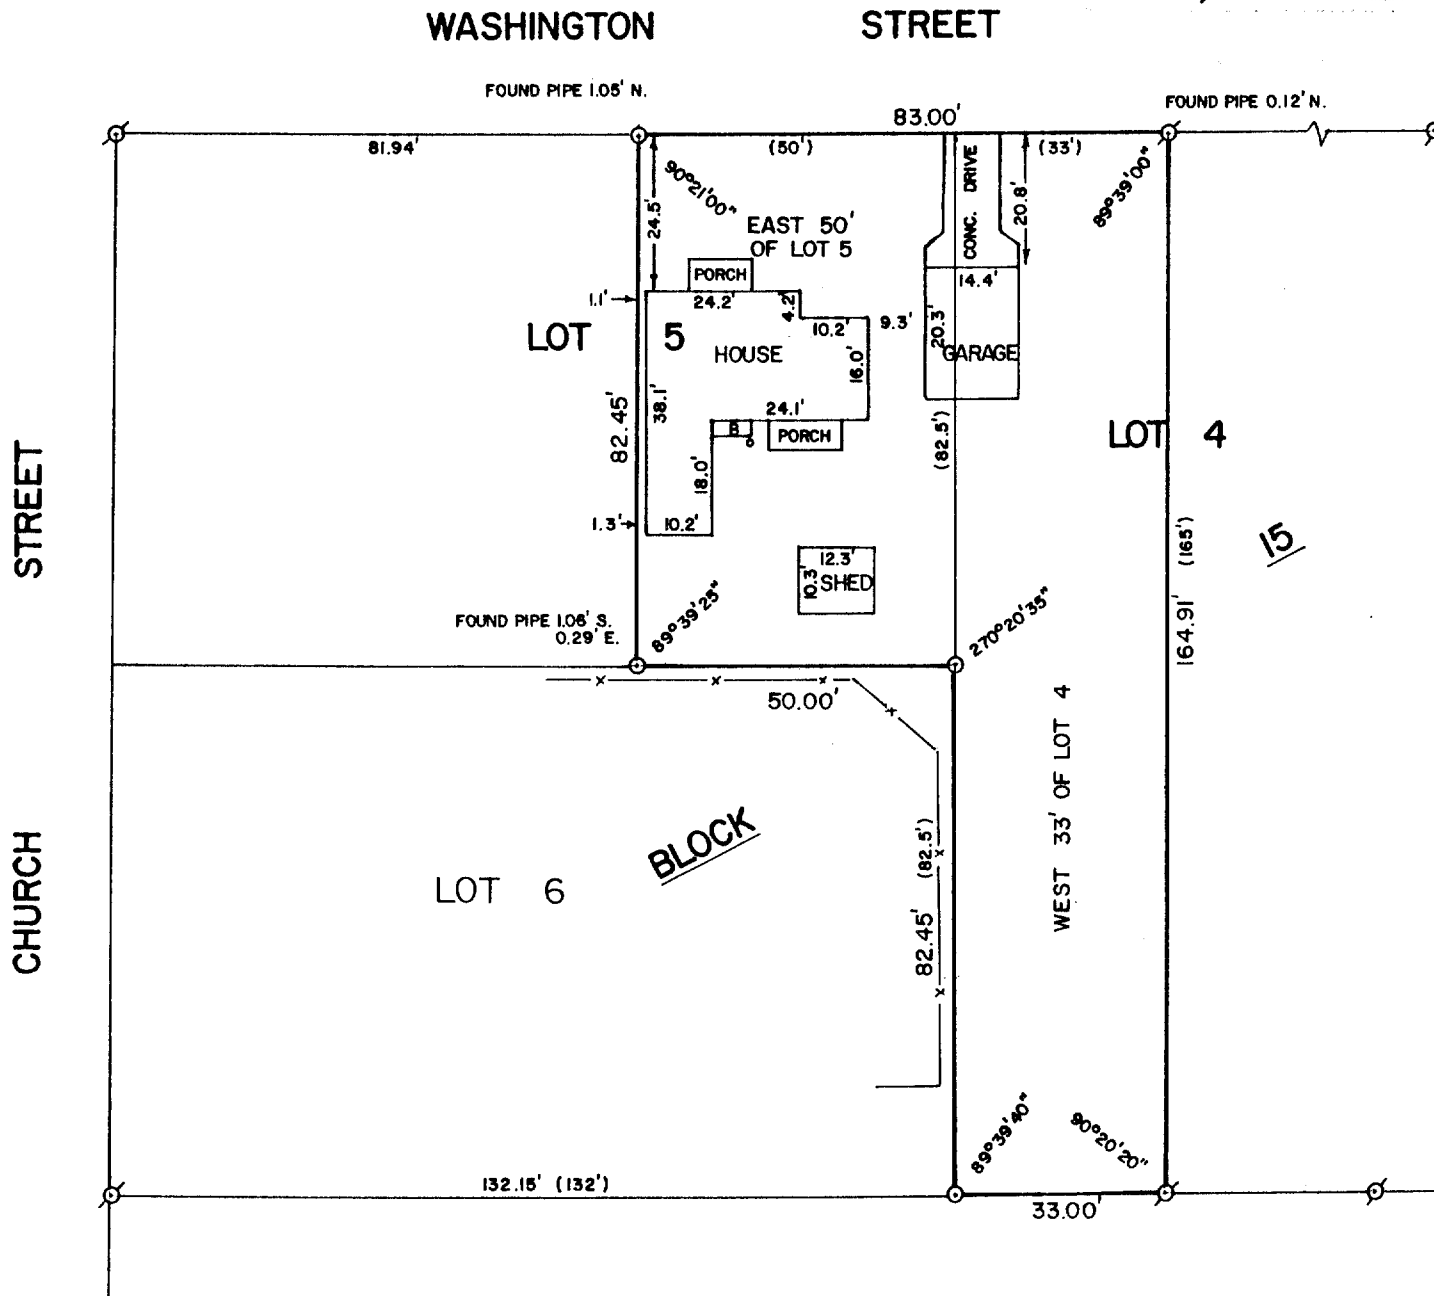 WASHINGTON STREET
FOUND PIPE 1.05' N.
FOUND PIPE 0.12' N.
83.00'
81.94'
(50')
(33')
90°21'00"
89°39'00"
24.5'
CONC. DRIVE
20.8'
EAST 50'
OF LOT 5
PORCH
14.4'
1.1'
24.2'
4.2'
10.2'
9.3'
20.3'
LOT 5
HOUSE
16.0'
GARAGE
38.1'
82.45'
24.1'
B
PORCH
(82.5')
LOT 4
18.0'
1.3'
10.2'
STREET
(165')
15
12.3'
10.3'
SHED
FOUND PIPE 1.06' S.
0.29' E.
89°39'25"
270°20'35"
164.91'
50.00'
WEST 33' OF LOT 4
BLOCK
(82.5')
LOT 6
CHURCH
82.45'
89°39'40"
90°20'20"
132.15' (132')
33.00'